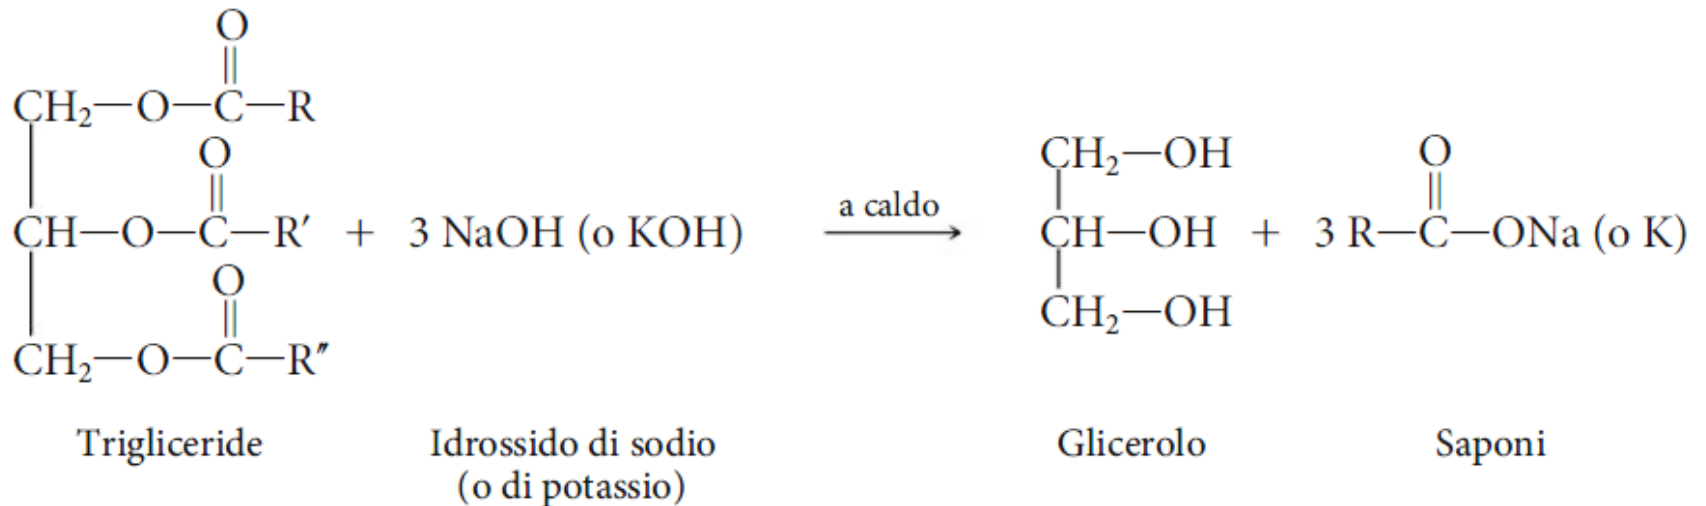 O
CH₂—O—C—R
O
CH—O—C—R′ + 3 NaOH (o KOH) a caldo
O
CH₂—O—C—R″
CH₂—OH
O
CH—OH + 3 R—C—ONa (o K)
CH₂—OH
Trigliceride
Idrossido di sodio
(o di potassio)
Glicerolo
Saponi